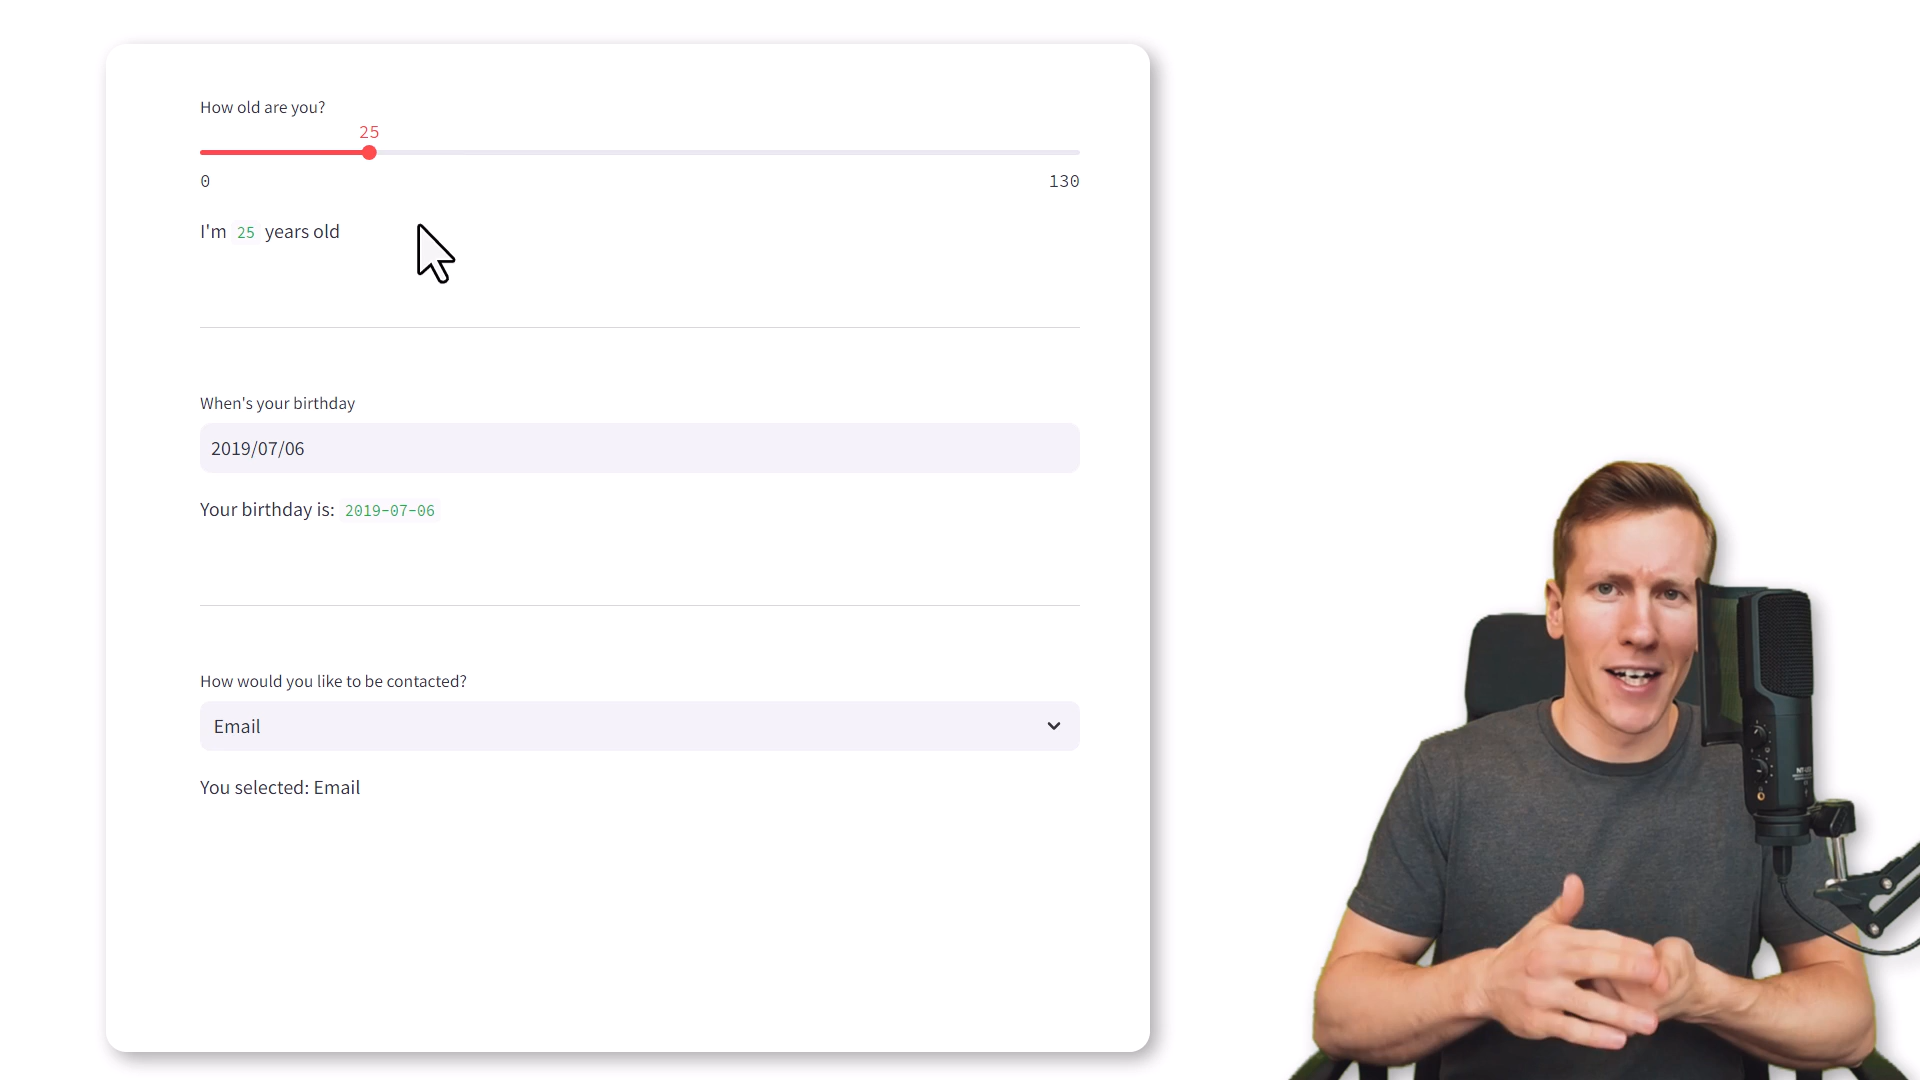 How old are you?
25
0 130
I'm 25 years old
When's your birthday
2019/07/06
Your birthday is: 2019-07-06
How would you like to be contacted?
Email
You selected: Email